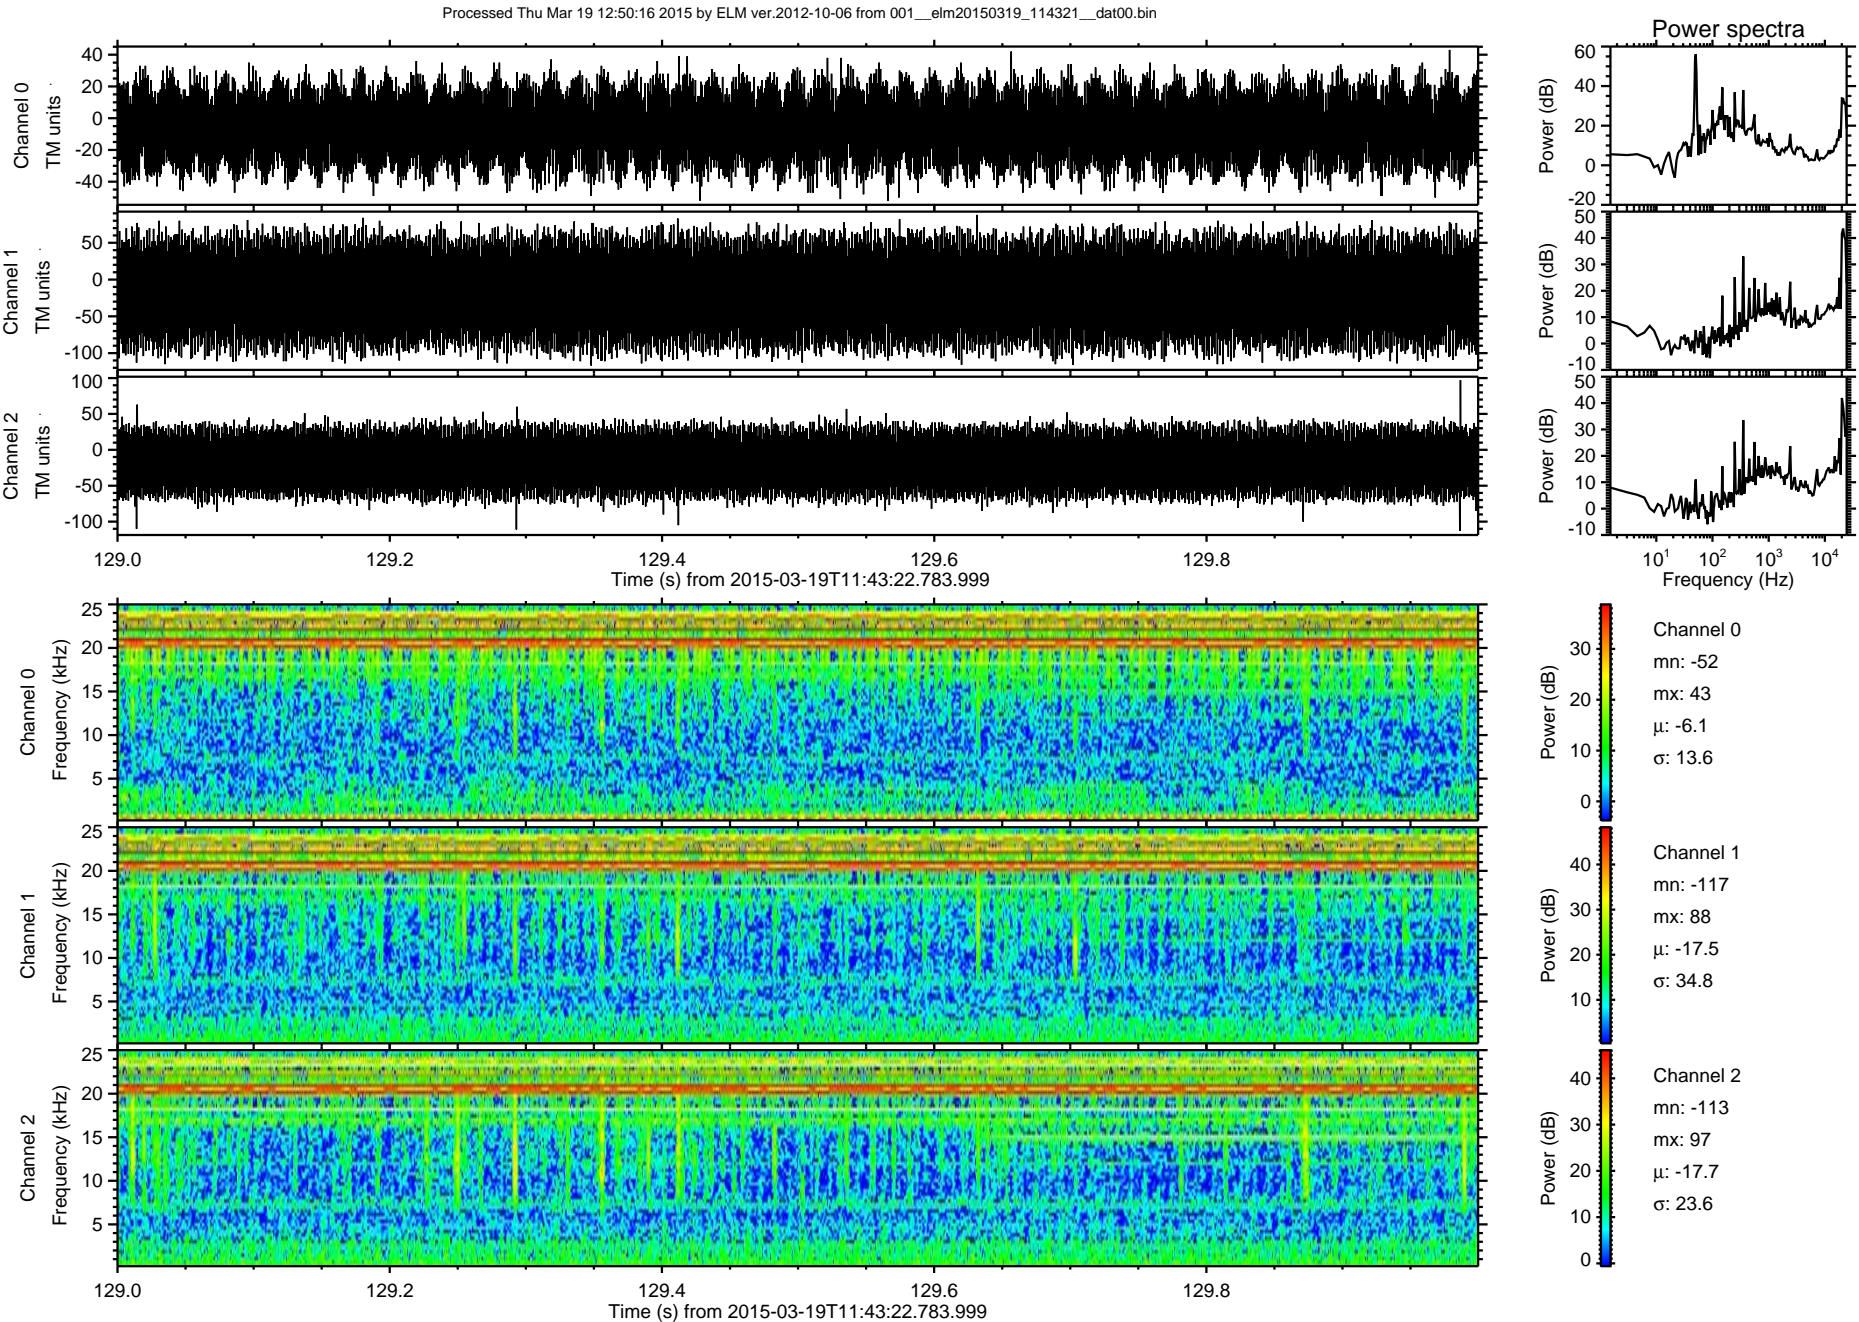 Processed Thu Mar 19 12:50:16 2015 by ELM ver.2012-10-06 from 001__elm20150319_114321__dat00.bin
Power spectra
Channel 0
TM units
40
20
0
-20
-40
Power (dB)
60
40
20
0
-20
Channel 1
TM units
50
0
-50
-100
Power (dB)
50
40
30
20
10
0
-10
Channel 2
TM units
100
50
0
-50
-100
Power (dB)
50
40
30
20
10
0
-10
129.0 129.2 129.4 129.6 129.8
Time (s) from 2015-03-19T11:43:22.783.999
10¹ 10² 10³ 10⁴
Frequency (Hz)
Channel 0
Frequency (kHz)
25
20
15
10
5
Power (dB)
30
20
10
0
Channel 0
mn: -52
mx: 43
μ: -6.1
σ: 13.6
Channel 1
Frequency (kHz)
25
20
15
10
5
Power (dB)
40
30
20
10
Channel 1
mn: -117
mx: 88
μ: -17.5
σ: 34.8
Channel 2
Frequency (kHz)
25
20
15
10
5
Power (dB)
40
30
20
10
0
Channel 2
mn: -113
mx: 97
μ: -17.7
σ: 23.6
129.0 129.2 129.4 129.6 129.8
Time (s) from 2015-03-19T11:43:22.783.999